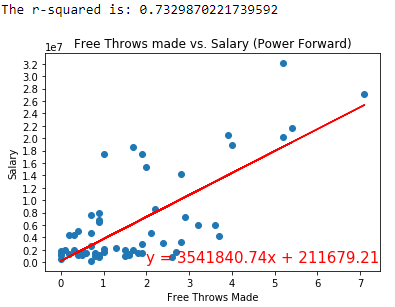 The r-squared is: 0.7329870221739592
Free Throws made vs. Salary (Power Forward)
1e7
3.2
3.0
2.8
2.6
2.4
2.2
2.0
1.8
1.6
1.4
1.2
1.0
0.8
0.6
0.4
0.2
0.0
Salary
y = 3541840.74x + 211679.21
0 1 2 3 4 5 6 7
Free Throws Made